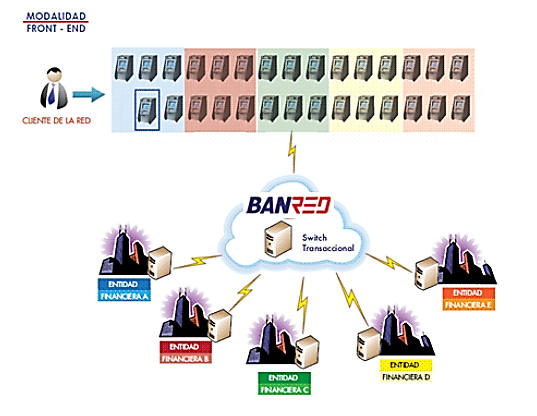 MODALIDAD
FRONT - END
CLIENTE DE LA RED
BANRED
Switch
Transaccional
ENTIDAD
FINANCIERA A
ENTIDAD
FINANCIERA B
ENTIDAD
FINANCIERA C
ENTIDAD
FINANCIERA D
ENTIDAD
FINANCIERA E